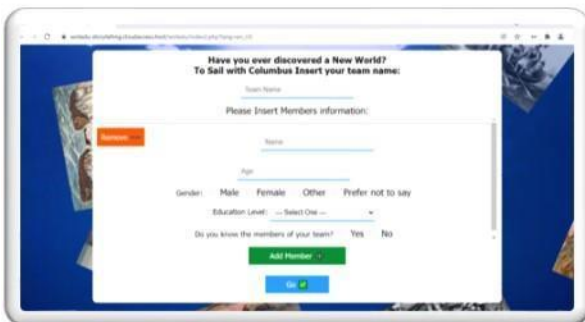 Have you ever discovered a New World?
To Sail with Columbus Insert your team name:
Team Name
Please Insert Members information:
Remove
Name
Age
Gender: Male Female Other Prefer not to say
Education Level: --- Select One ---
Do you know the members of your team? Yes No
Add Member
Go